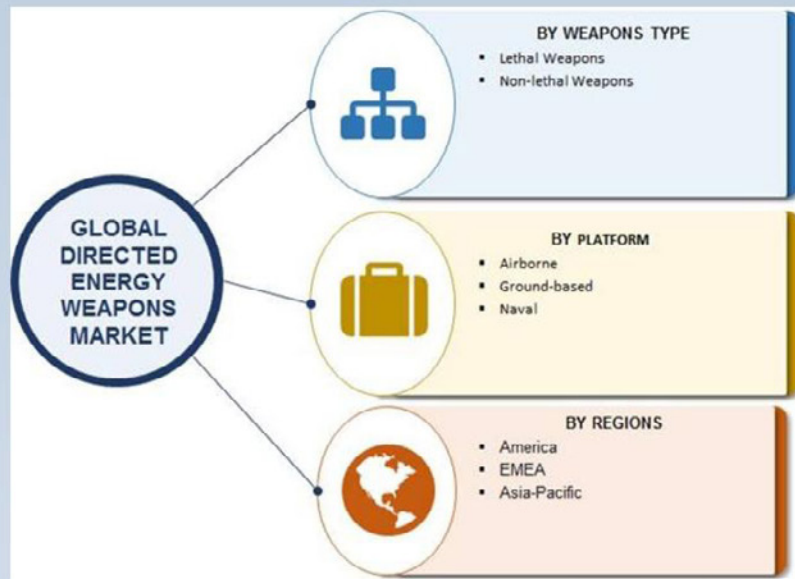 GLOBAL
DIRECTED
ENERGY
WEAPONS
MARKET
BY WEAPONS TYPE
▪ Lethal Weapons
▪ Non-lethal Weapons
BY PLATFORM
▪ Airborne
▪ Ground-based
▪ Naval
BY REGIONS
▪ America
▪ EMEA
▪ Asia-Pacific